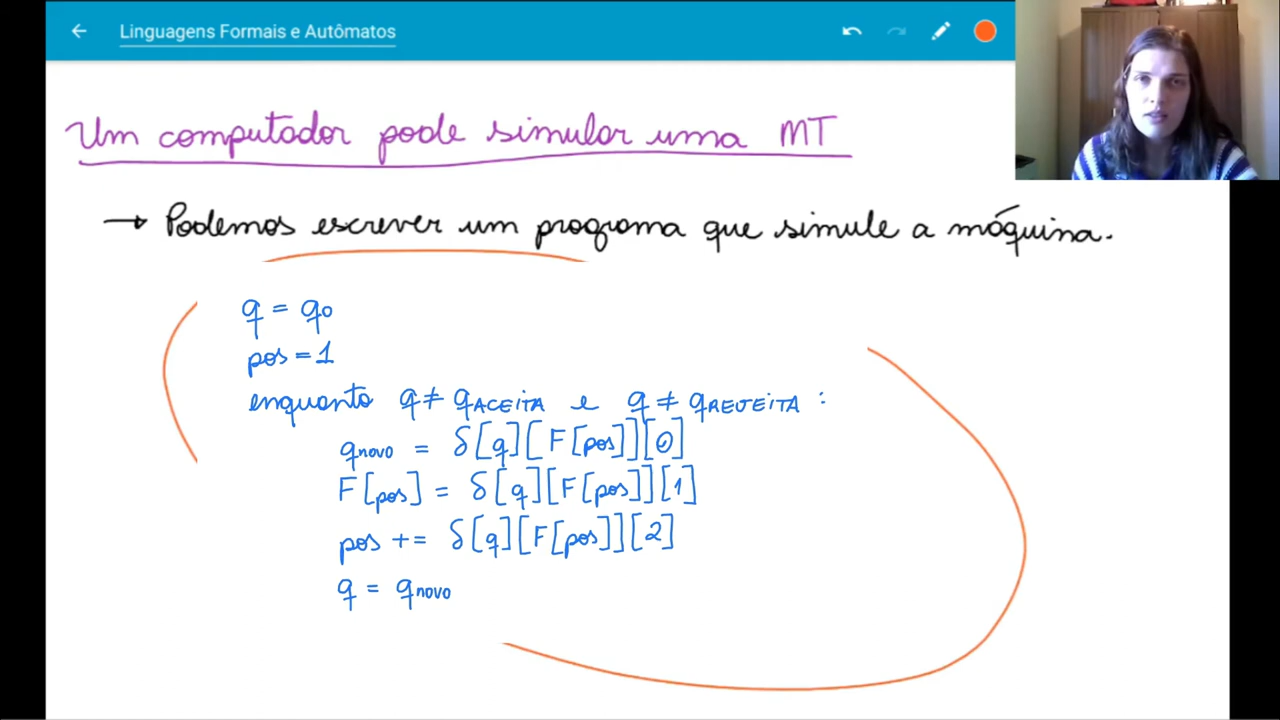 Linguagens Formais e Autômatos
Um computador pode simular uma MT
→ Podemos escrever um programa que simule a máquina.
q = q0
pos = 1
enquanto q ≠ qACEITA e q ≠ qREJEITA :
qnovo = δ[q][F[pos]][0]
F[pos] = δ[q][F[pos]][1]
pos += δ[q][F[pos]][2]
q = qnovo